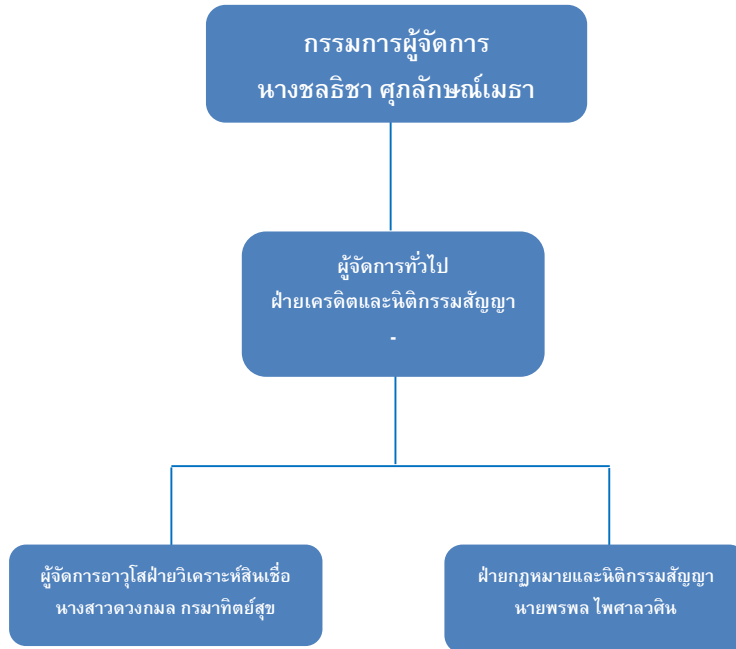 กรรมการผู้จัดการ
นางชลธิชา ศุภลักษณ์เมธา
ผู้จัดการทั่วไป
ฝ่ายเครดิตและนิติกรรมสัญญา
-
ผู้จัดการอาวุโสฝ่ายวิเคราะห์สินเชื่อ
นางสาวดวงกมล กรมาทิตย์สุข
ฝ่ายกฎหมายและนิติกรรมสัญญา
นายพรพล ไพศาลวศิน